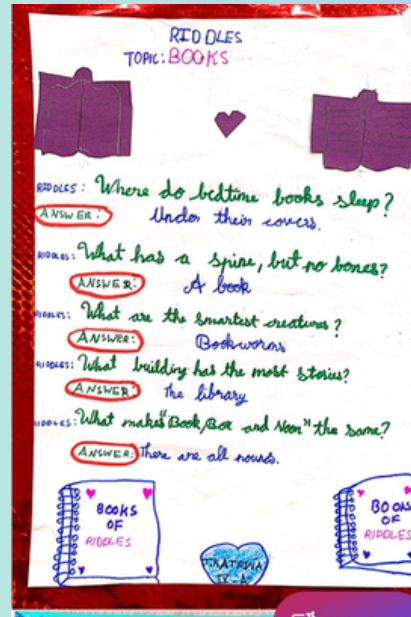 RIDDLES
TOPIC: BOOKS
RIDDLES: Where do bedtime books sleep?
ANSWER: Under their covers.
RIDDLES: What has a spine, but no bones?
ANSWER: A book
RIDDLES: What are the smartest creatures?
ANSWER: Bookworms
RIDDLES: What building has the most stories?
ANSWER: The library
RIDDLES: What makes "Book, Box and Noon" the same?
ANSWER: There are all nouns.
BOOKS
OF
RIDDLES
BOOKS
OF
RIDDLES
IV-A